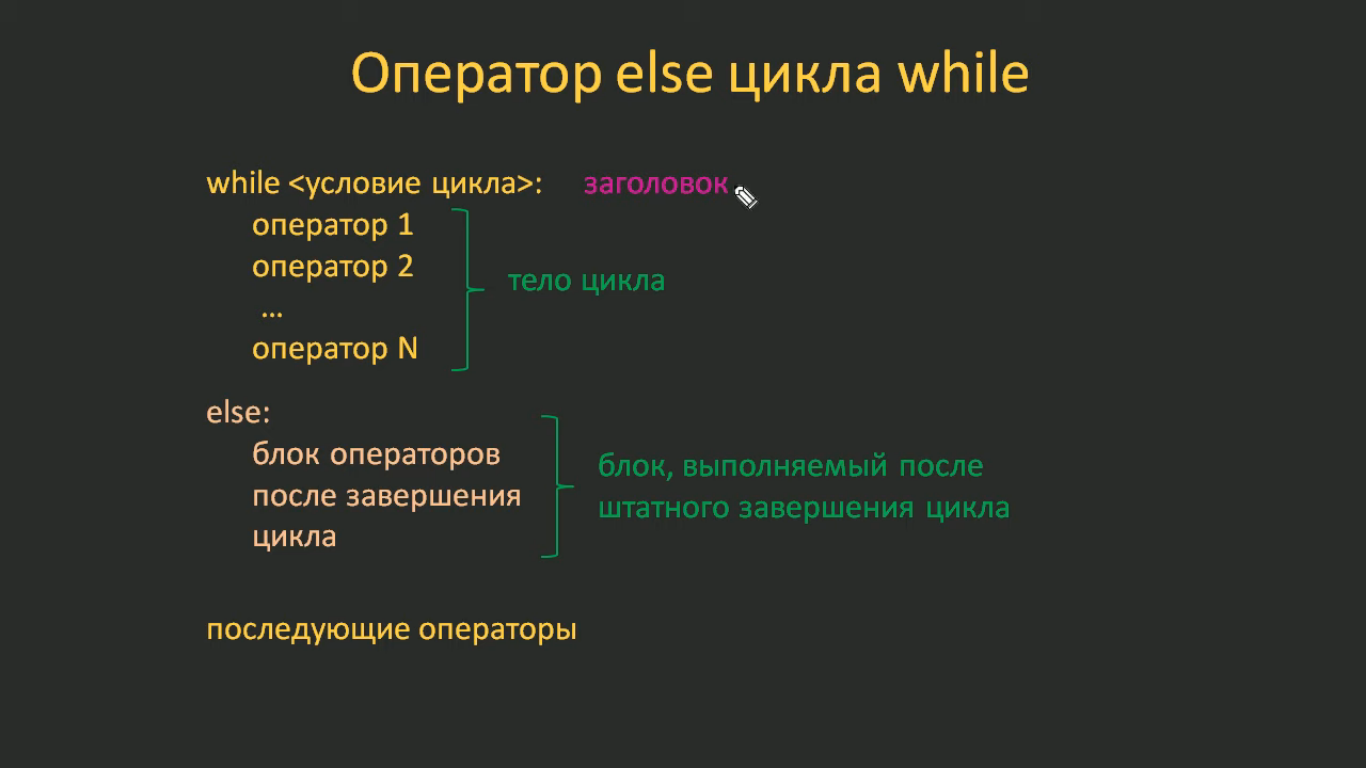 Оператор else цикла while
while <условие цикла>: заголовок
оператор 1
оператор 2
...
оператор N
тело цикла
else:
блок операторов
после завершения
цикла
блок, выполняемый после
штатного завершения цикла
последующие операторы